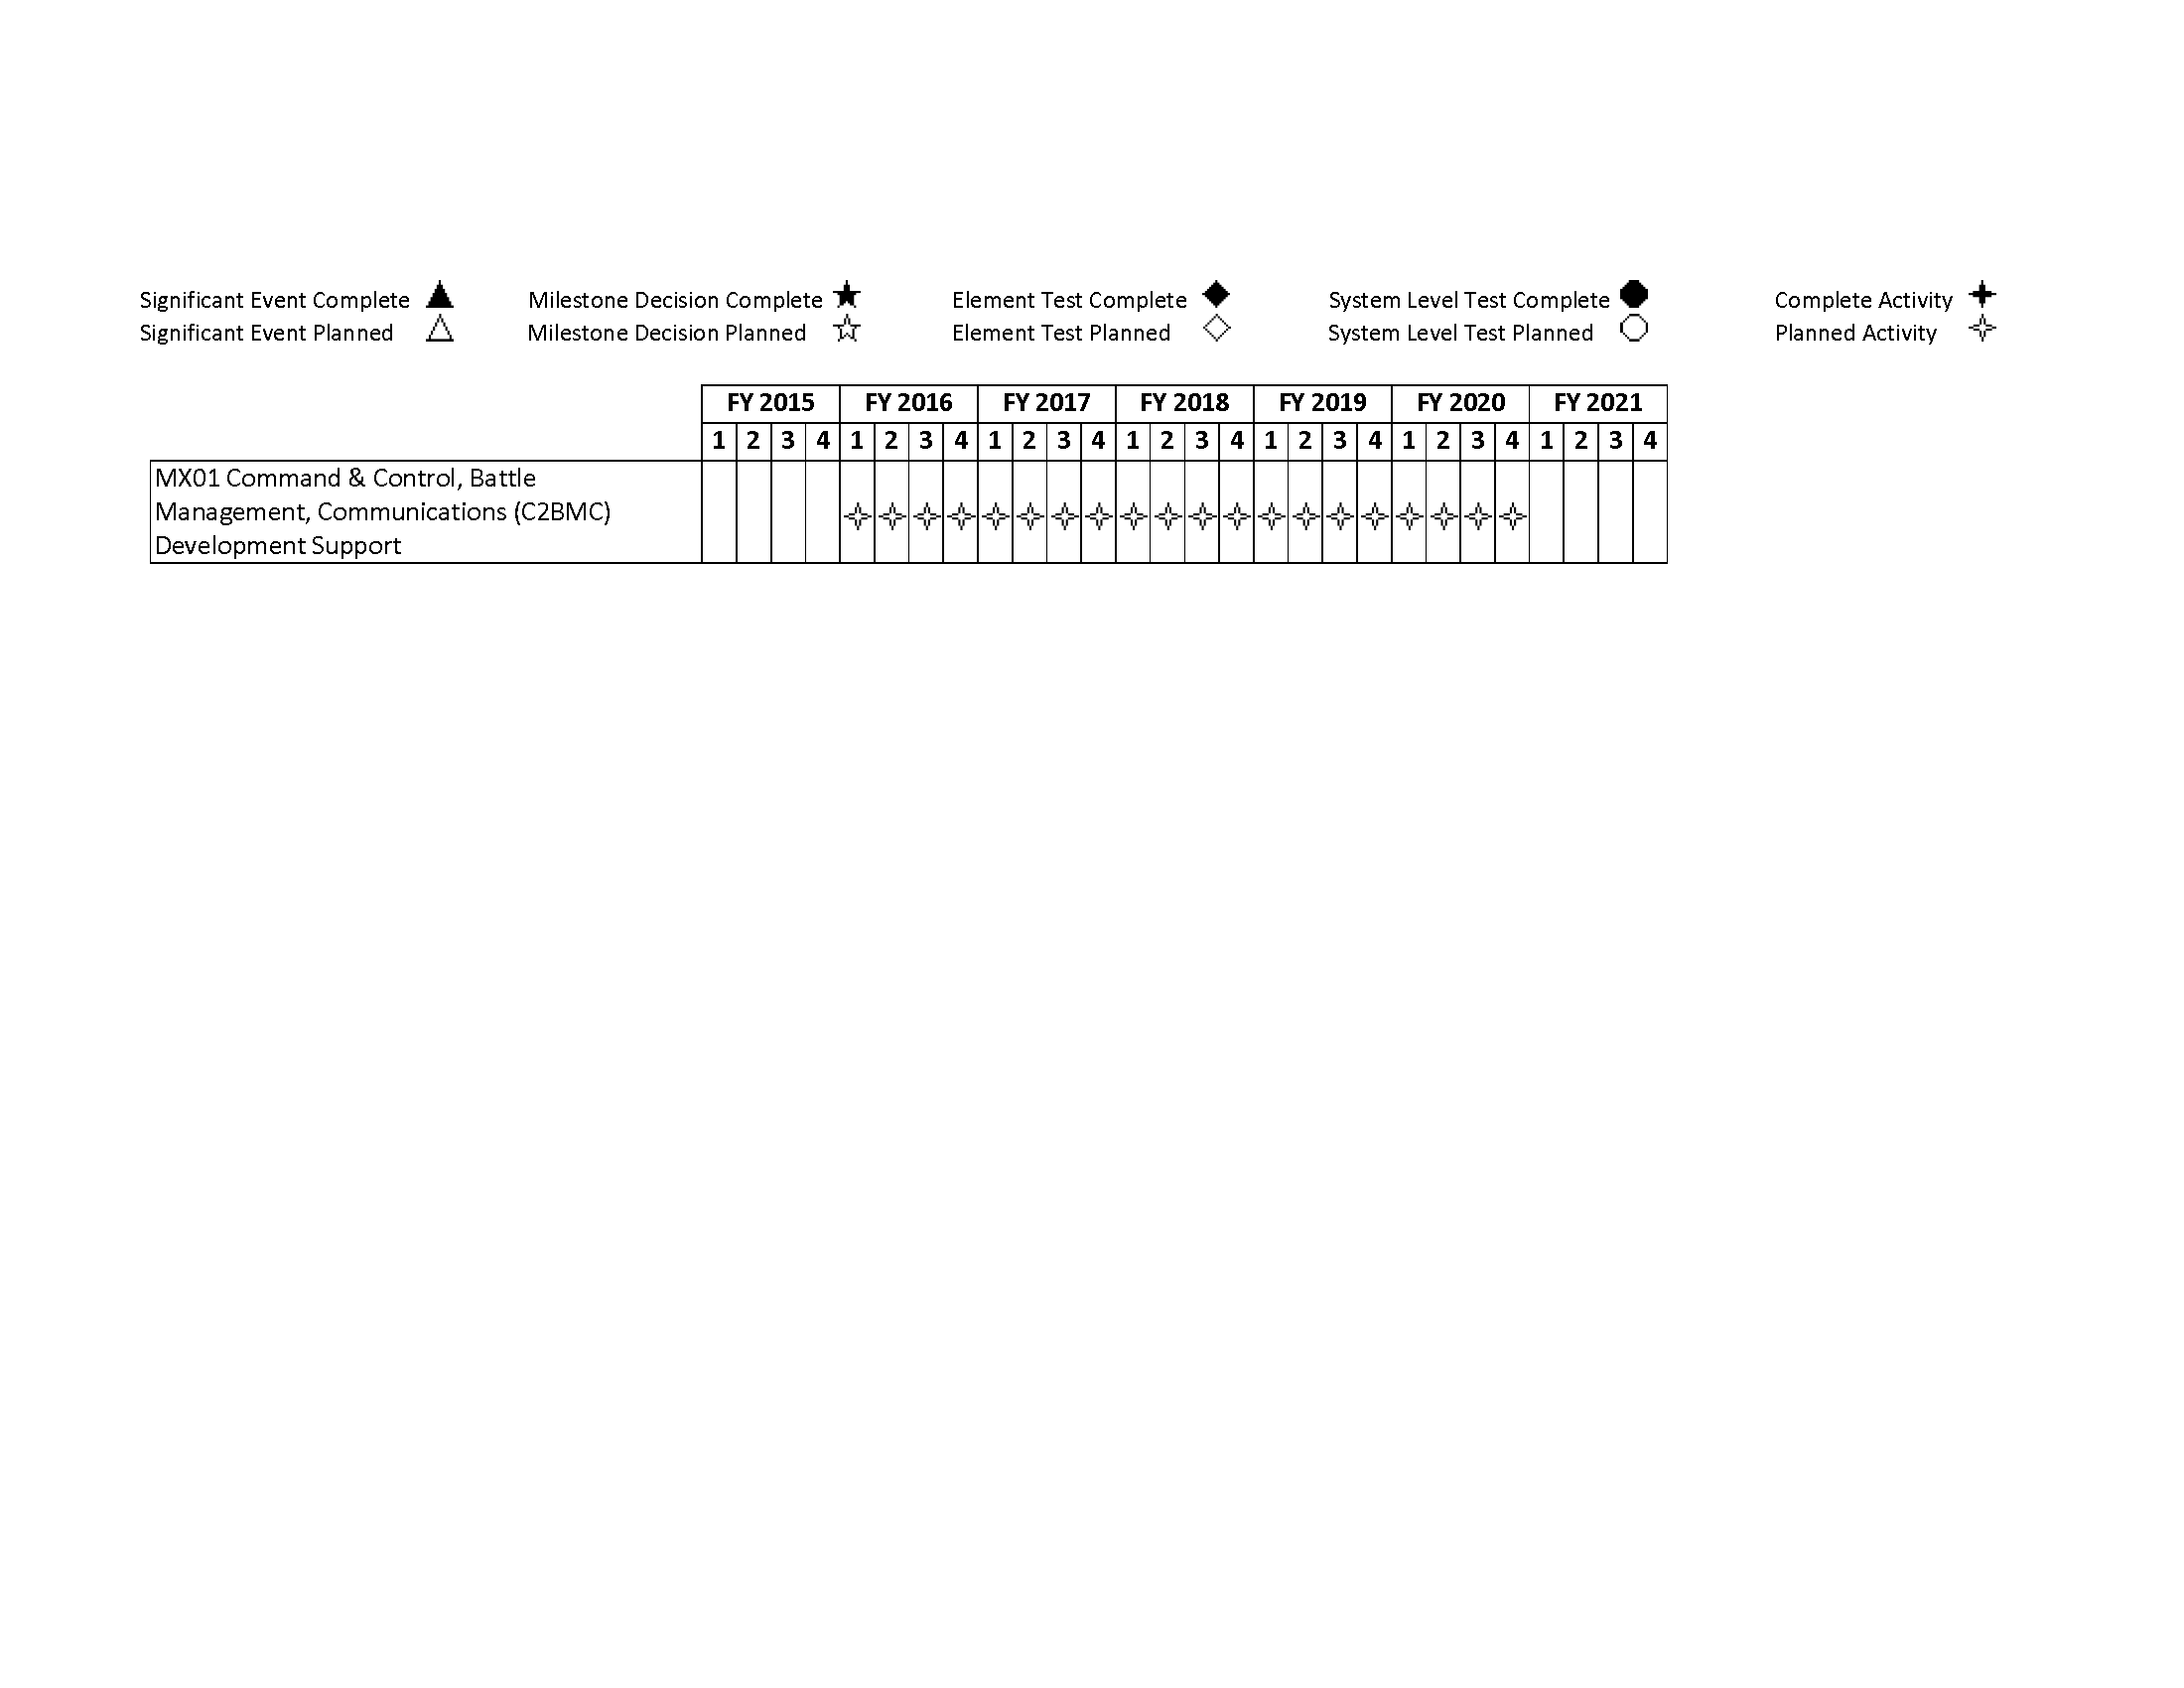 Significant Event Complete Milestone Decision Complete Element Test Complete System Level Test Complete Complete Activity
Significant Event Planned Milestone Decision Planned Element Test Planned System Level Test Planned Planned Activity
FY 2015 FY 2016 FY 2017 FY 2018 FY 2019 FY 2020 FY 2021
1 2 3 4 1 2 3 4 1 2 3 4 1 2 3 4 1 2 3 4 1 2 3 4 1 2 3 4
MX01 Command & Control, Battle
Management, Communications (C2BMC)
Development Support